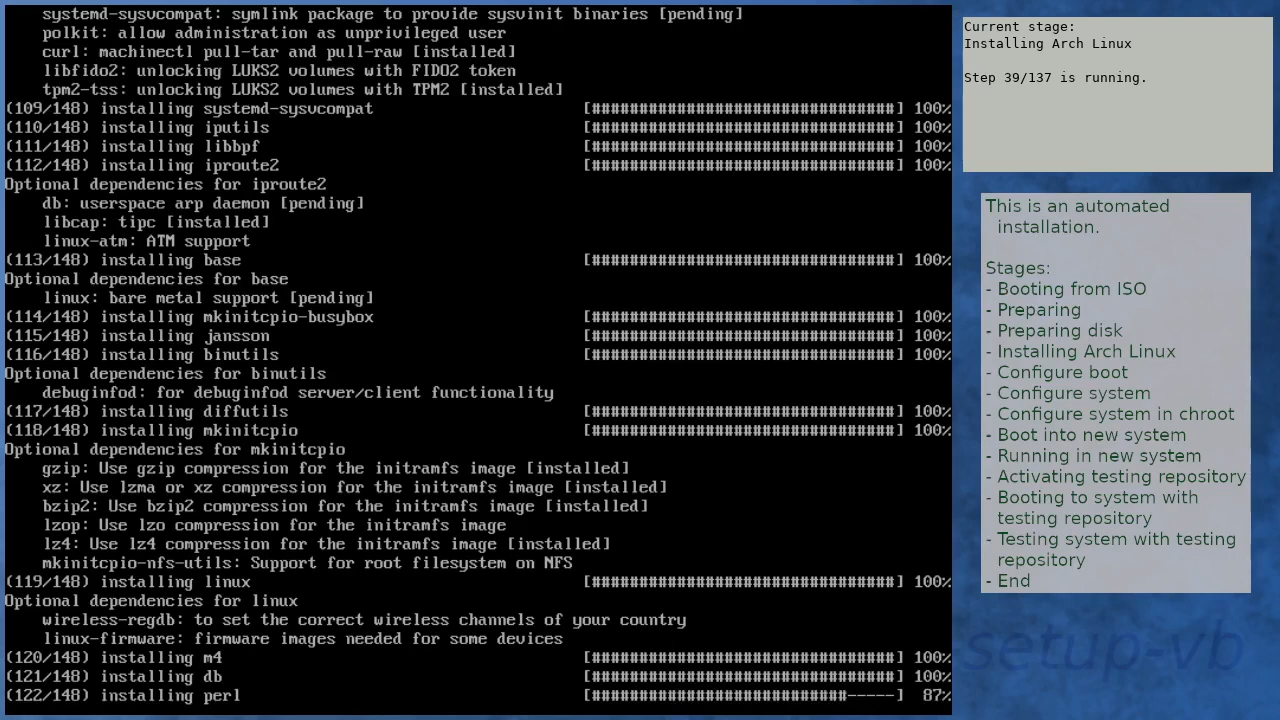 systemd-sysvcompat: symlink package to provide sysvinit binaries [pending]
    polkit: allow administration as unprivileged user
    curl: machinectl pull-tar and pull-raw [installed]
    libfido2: unlocking LUKS2 volumes with FIDO2 token
    tpm2-tss: unlocking LUKS2 volumes with TPM2 [installed]
(109/148) installing systemd-sysvcompat [################################] 100%
(110/148) installing iputils [################################] 100%
(111/148) installing libbpf [################################] 100%
(112/148) installing iproute2 [################################] 100%
Optional dependencies for iproute2
    db: userspace arp daemon [pending]
    libcap: tipc [installed]
    linux-atm: ATM support
(113/148) installing base [################################] 100%
Optional dependencies for base
    linux: bare metal support [pending]
(114/148) installing mkinitcpio-busybox [################################] 100%
(115/148) installing jansson [################################] 100%
(116/148) installing binutils [################################] 100%
Optional dependencies for binutils
    debuginfod: for debuginfod server/client functionality
(117/148) installing diffutils [################################] 100%
(118/148) installing mkinitcpio [################################] 100%
Optional dependencies for mkinitcpio
    gzip: Use gzip compression for the initramfs image [installed]
    xz: Use lzma or xz compression for the initramfs image [installed]
    bzip2: Use bzip2 compression for the initramfs image [installed]
    lzop: Use lzo compression for the initramfs image
    lz4: Use lz4 compression for the initramfs image [installed]
    mkinitcpio-nfs-utils: Support for root filesystem on NFS
(119/148) installing linux [################################] 100%
Optional dependencies for linux
    wireless-regdb: to set the correct wireless channels of your country
    linux-firmware: firmware images needed for some devices
(120/148) installing m4 [################################] 100%
(121/148) installing db [################################] 100%
(122/148) installing perl [###########################-----] 87%
Current stage:
Installing Arch Linux
Step 39/137 is running.
This is an automated
installation.
Stages:
- Booting from ISO
- Preparing
- Preparing disk
- Installing Arch Linux
- Configure boot
- Configure system
- Configure system in chroot
- Boot into new system
- Running in new system
- Activating testing repository
- Booting to system with
testing repository
- Testing system with testing
repository
- End
setup-vb